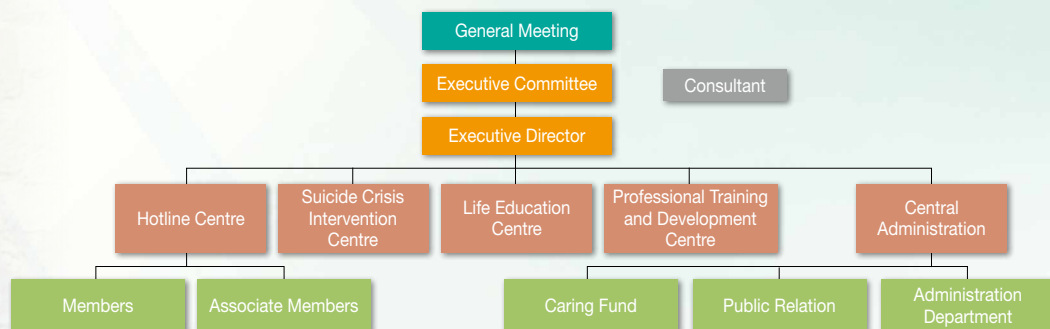 General Meeting
Executive Committee
Consultant
Executive Director
Hotline Centre
Suicide Crisis
Intervention
Centre
Life Education
Centre
Professional Training
and Development
Centre
Central
Administration
Members
Associate Members
Caring Fund
Public Relation
Administration
Department